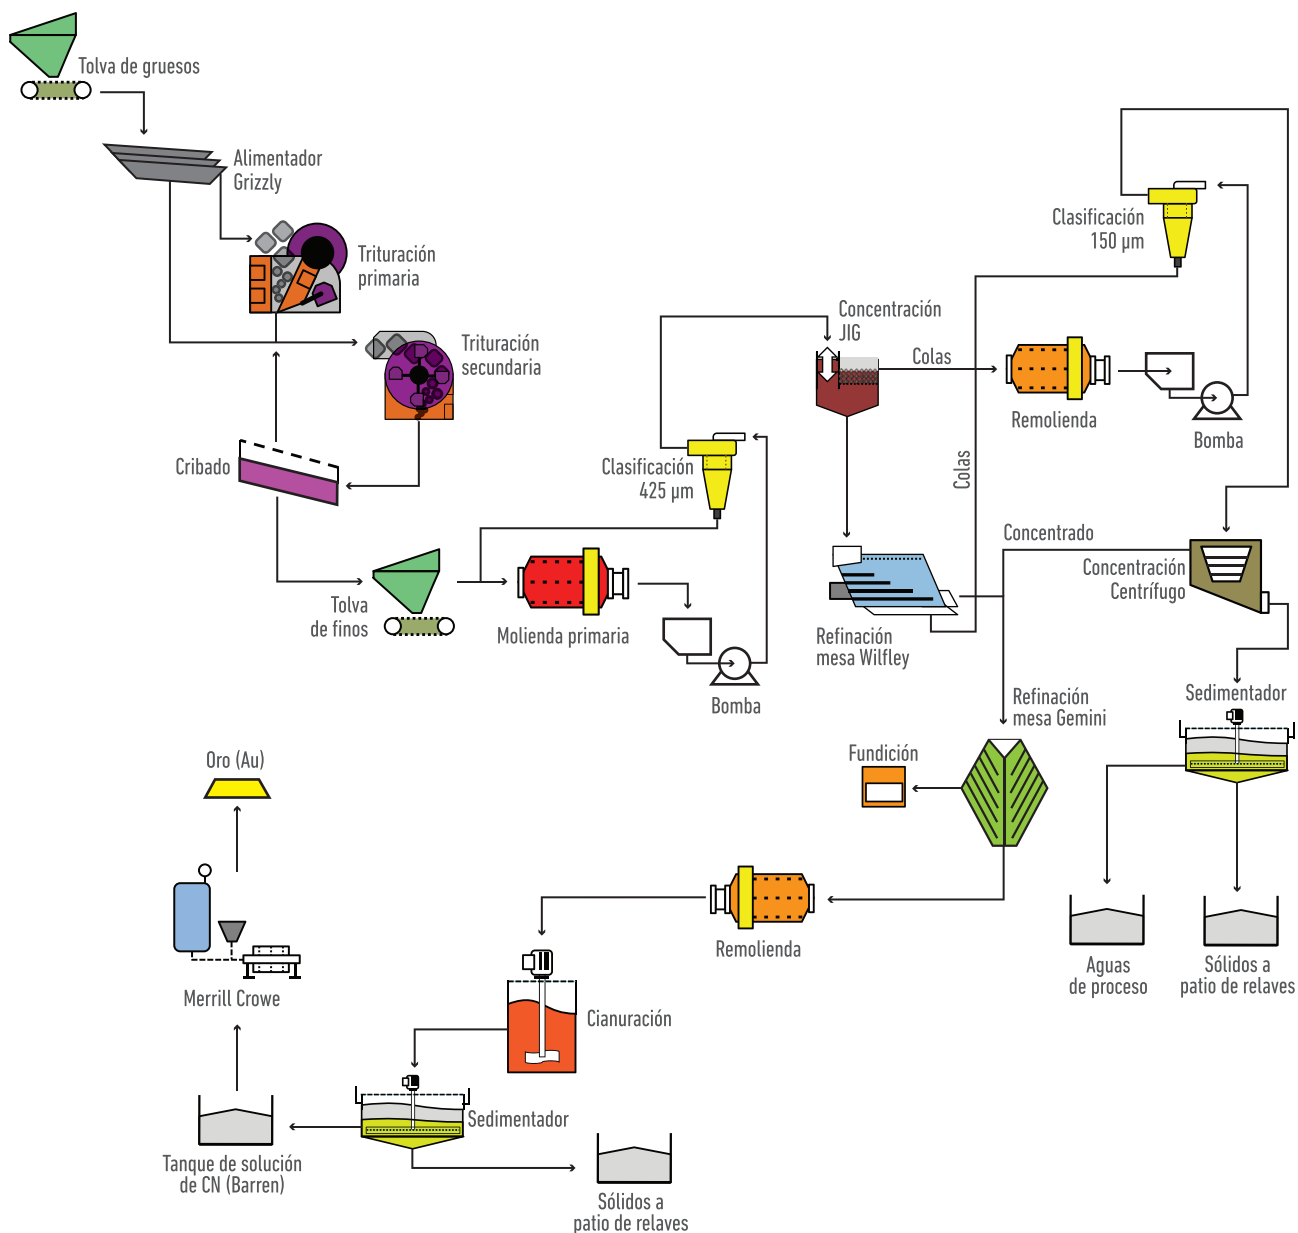 Tolva de gruesos
Alimentador
Grizzly
Trituración
primaria
Trituración
secundaria
Cribado
Tolva
de finos
Molienda primaria
Bomba
Clasificación
425 µm
Concentración
JIG
Colas
Remolienda
Bomba
Clasificación
150 µm
Colas
Refinación
mesa Wilfley
Concentrado
Concentración
Centrífugo
Sedimentador
Aguas
de proceso
Sólidos a
patio de relaves
Refinación
mesa Gemini
Fundición
Remolienda
Cianuración
Sedimentador
Sólidos a
patio de relaves
Tanque de solución
de CN (Barren)
Merrill Crowe
Oro (Au)